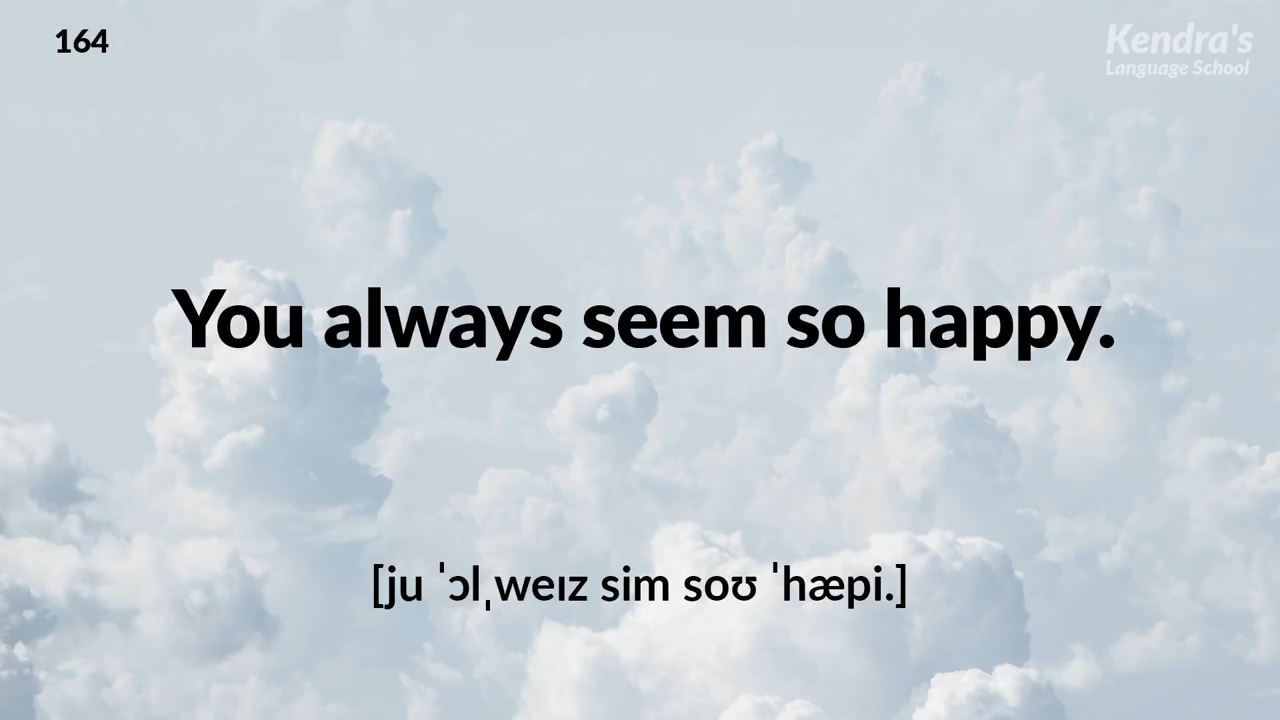 164
Kendra's
Language School
You always seem so happy.
[ju ˈɔlˌweɪz sim soʊ ˈhæpi.]